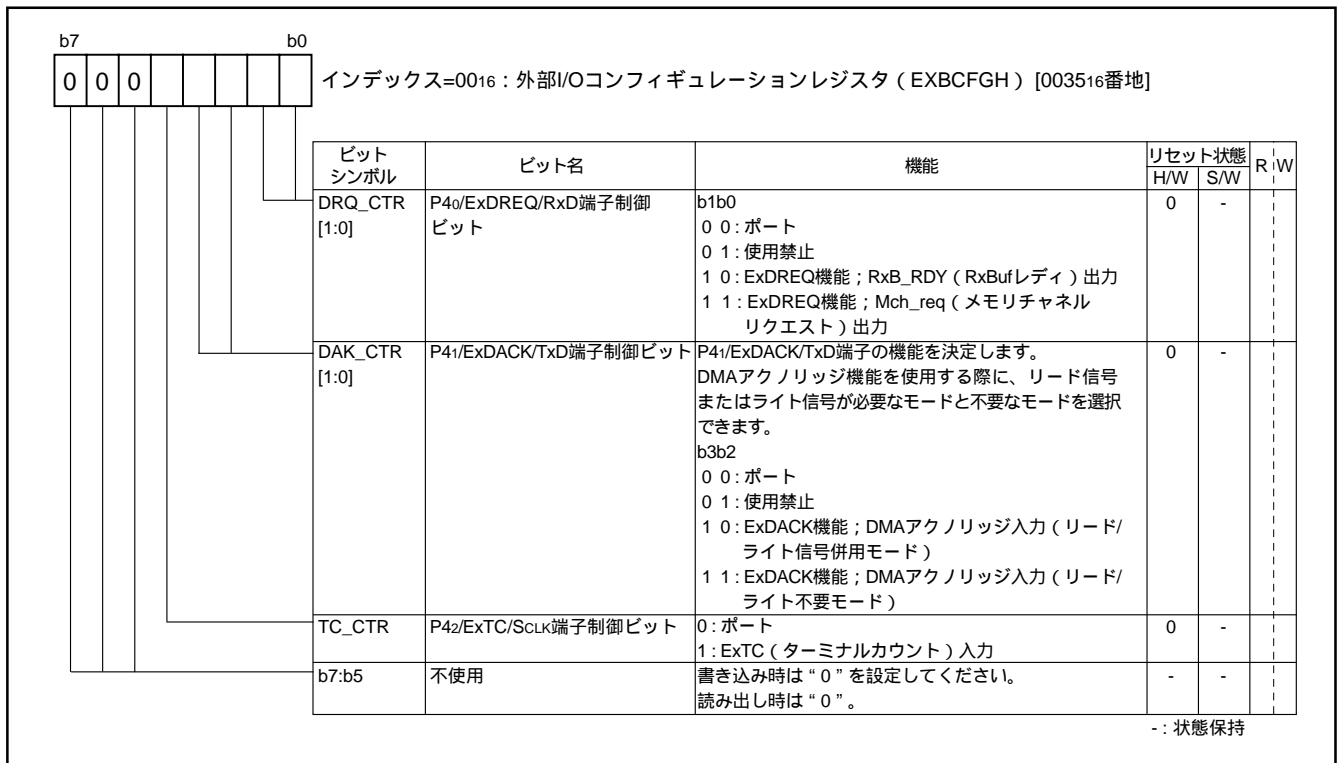 b7 b0
0 0 0 インデックス=0016：外部I/Oコンフィギュレーションレジスタ（EXBCFGH）[003516番地]
ビットシンボル ビット名 機能 リセット状態 R W
H/W S/W
DRQ_CTR P40/ExDREQ/RxD端子制御 b1b0 0 -
[1:0] ビット 0 0：ポート
0 1：使用禁止
1 0：ExDREQ機能；RxB_RDY（RxBufレディ）出力
1 1：ExDREQ機能；Mch_req（メモリチャネル
リクエスト）出力
DAK_CTR P41/ExDACK/TxD端子制御ビット P41/ExDACK/TxD端子の機能を決定します。 0 -
[1:0] DMAアクノリッジ機能を使用する際に、リード信号
またはライト信号が必要なモードと不要なモードを選択
できます。
b3b2
0 0：ポート
0 1：使用禁止
1 0：ExDACK機能；DMAアクノリッジ入力（リード/
ライト信号併用モード）
1 1：ExDACK機能；DMAアクノリッジ入力（リード/
ライト不要モード）
TC_CTR P42/ExTC/SCLK端子制御ビット 0：ポート 0 -
1：ExTC（ターミナルカウント）入力
b7:b5 不使用 書き込み時は“0”を設定してください。 - -
読み出し時は“0”。
-：状態保持